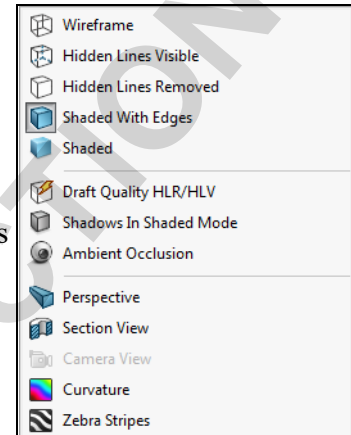 Wireframe
Hidden Lines Visible
Hidden Lines Removed
Shaded With Edges
Shaded
Draft Quality HLR/HLV
Shadows In Shaded Mode
s
Ambient Occlusion
Perspective
Section View
Camera View
Curvature
Zebra Stripes